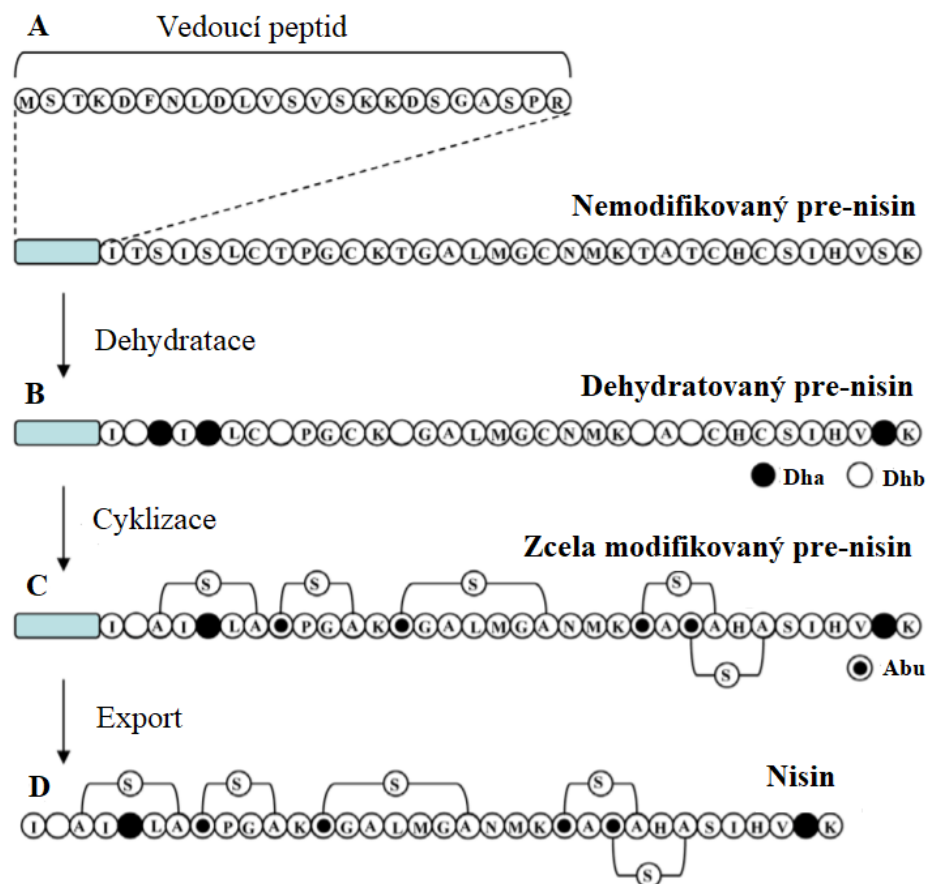 A
Vedoucí peptid
M S T K D F N L D L V S V S K K D S G A S P R
Nemodifikovaný pre-nisin
I T S I S L C T P G C K T G A L M G C N M K T A T C H C S I H V S K
Dehydratace
B
Dehydratovaný pre-nisin
I I L C P G C K G A L M G C N M K A C H C S I H V K
Dha Dhb
Cyklizace
Zcela modifikovaný pre-nisin
C
S S S S
I A I L A P G A K G A L M G A N M K A A H A S I H V K
S
Abu
Export
D
Nisin
S S S S
I A I L A P G A K G A L M G A N M K A A H A S I H V K
S